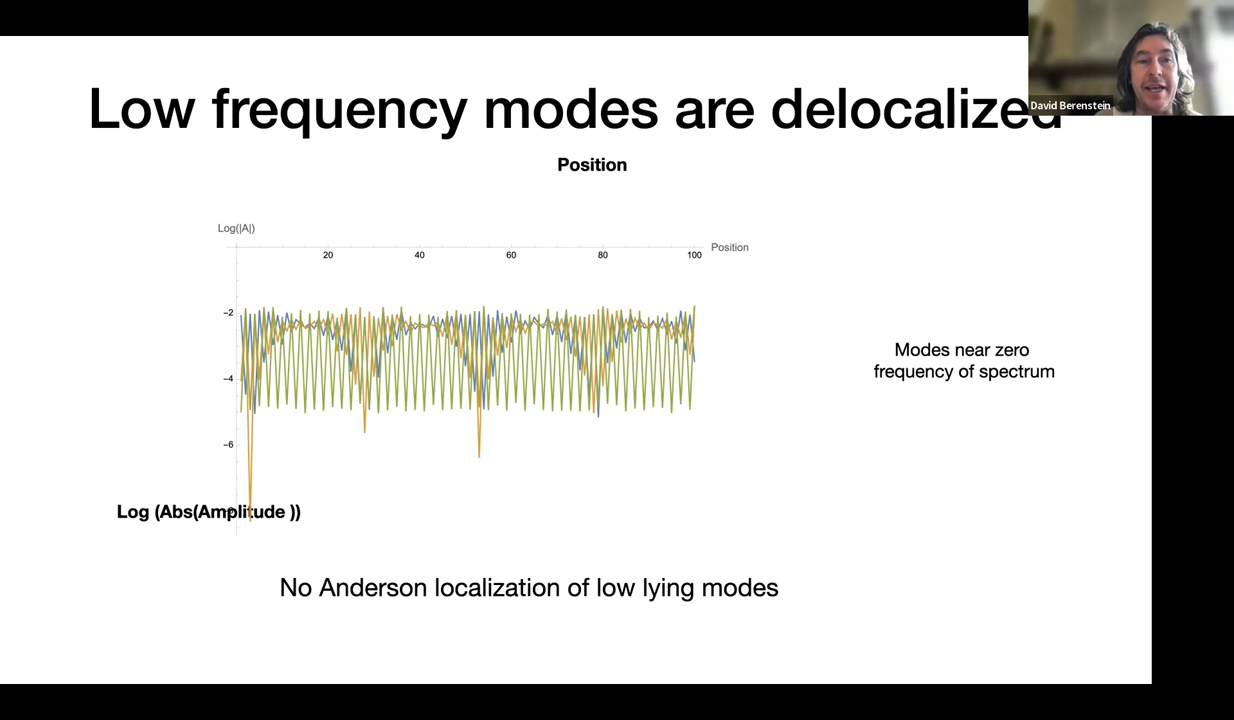 Low frequency modes are delocalized
David Berenstein
Position
Log(|A|)
20 40 60 80 100
Position
-2
-4
-6
Modes near zero
frequency of spectrum
Log (Abs(Amplitude ))
No Anderson localization of low lying modes